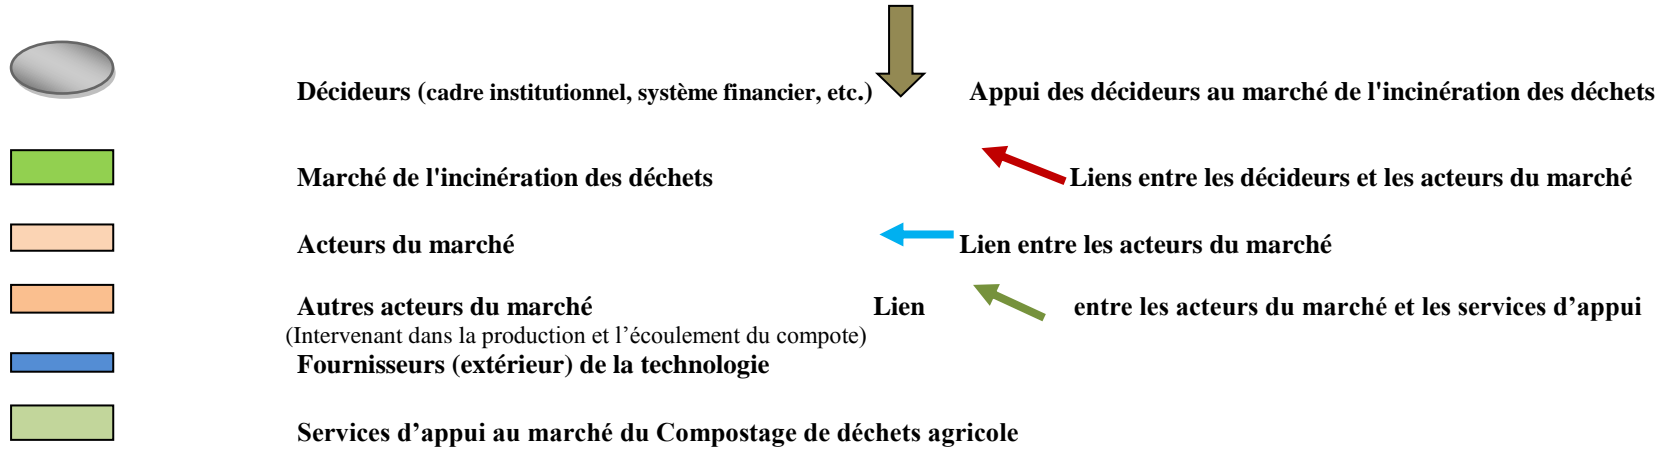 Décideurs (cadre institutionnel, système financier, etc.) Appui des décideurs au marché de l'incinération des déchets
Marché de l'incinération des déchets Liens entre les décideurs et les acteurs du marché
Acteurs du marché Lien entre les acteurs du marché
Autres acteurs du marché Lien entre les acteurs du marché et les services d’appui
(Intervenant dans la production et l’écoulement du compote)
Fournisseurs (extérieur) de la technologie
Services d’appui au marché du Compostage de déchets agricole